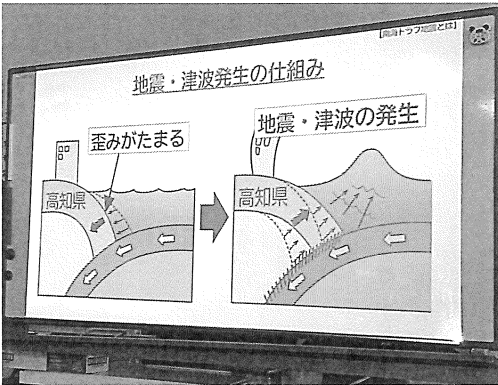 【南海トラフ地震とは】
地震・津波発生の仕組み
歪みがたまる
高知県
地震・津波の発生
高知県